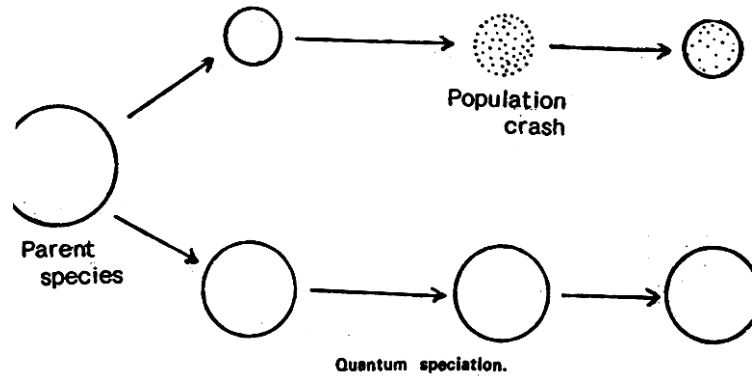 Population
crash
Parent
species
Quantum speciation.